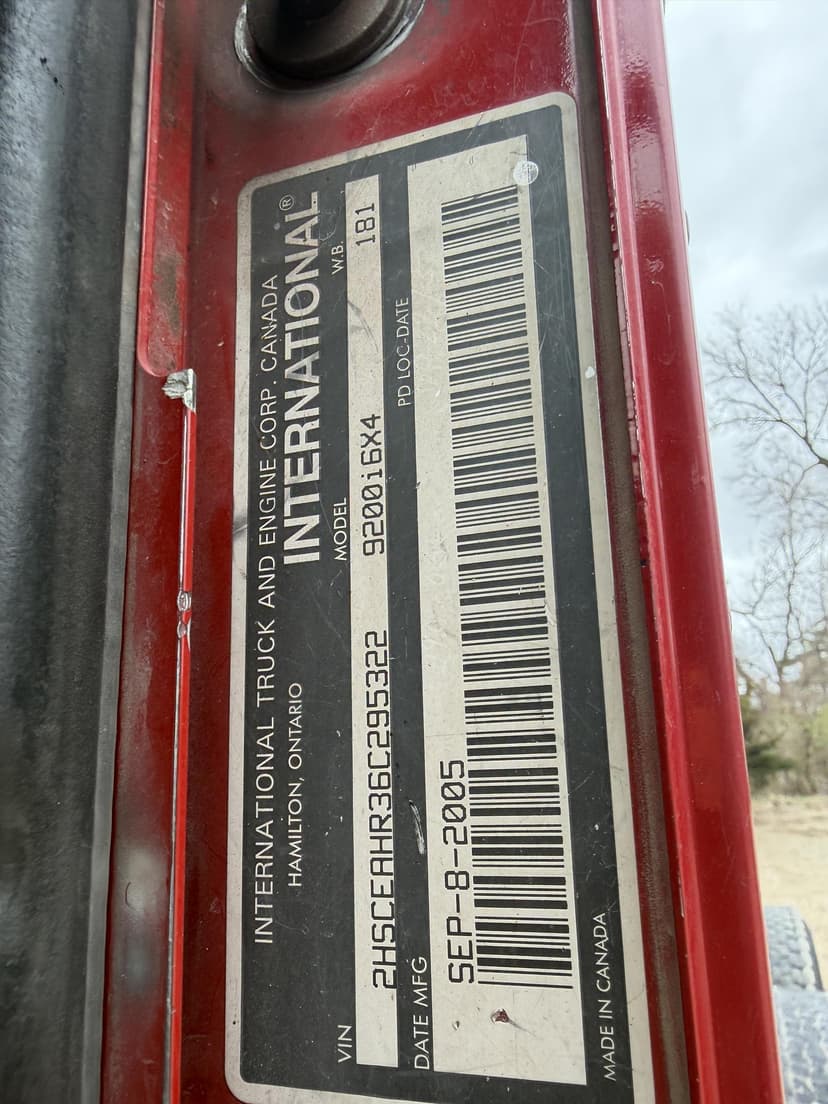 INTERNATIONAL TRUCK AND ENGINE CORP. CANADA
HAMILTON, ONTARIO
INTERNATIONAL®
VIN MODEL W.B.
2HSCEAHR36C295322 9200i6X4 181
DATE MFG PD LOC-DATE
SEP-8-2005
MADE IN CANADA